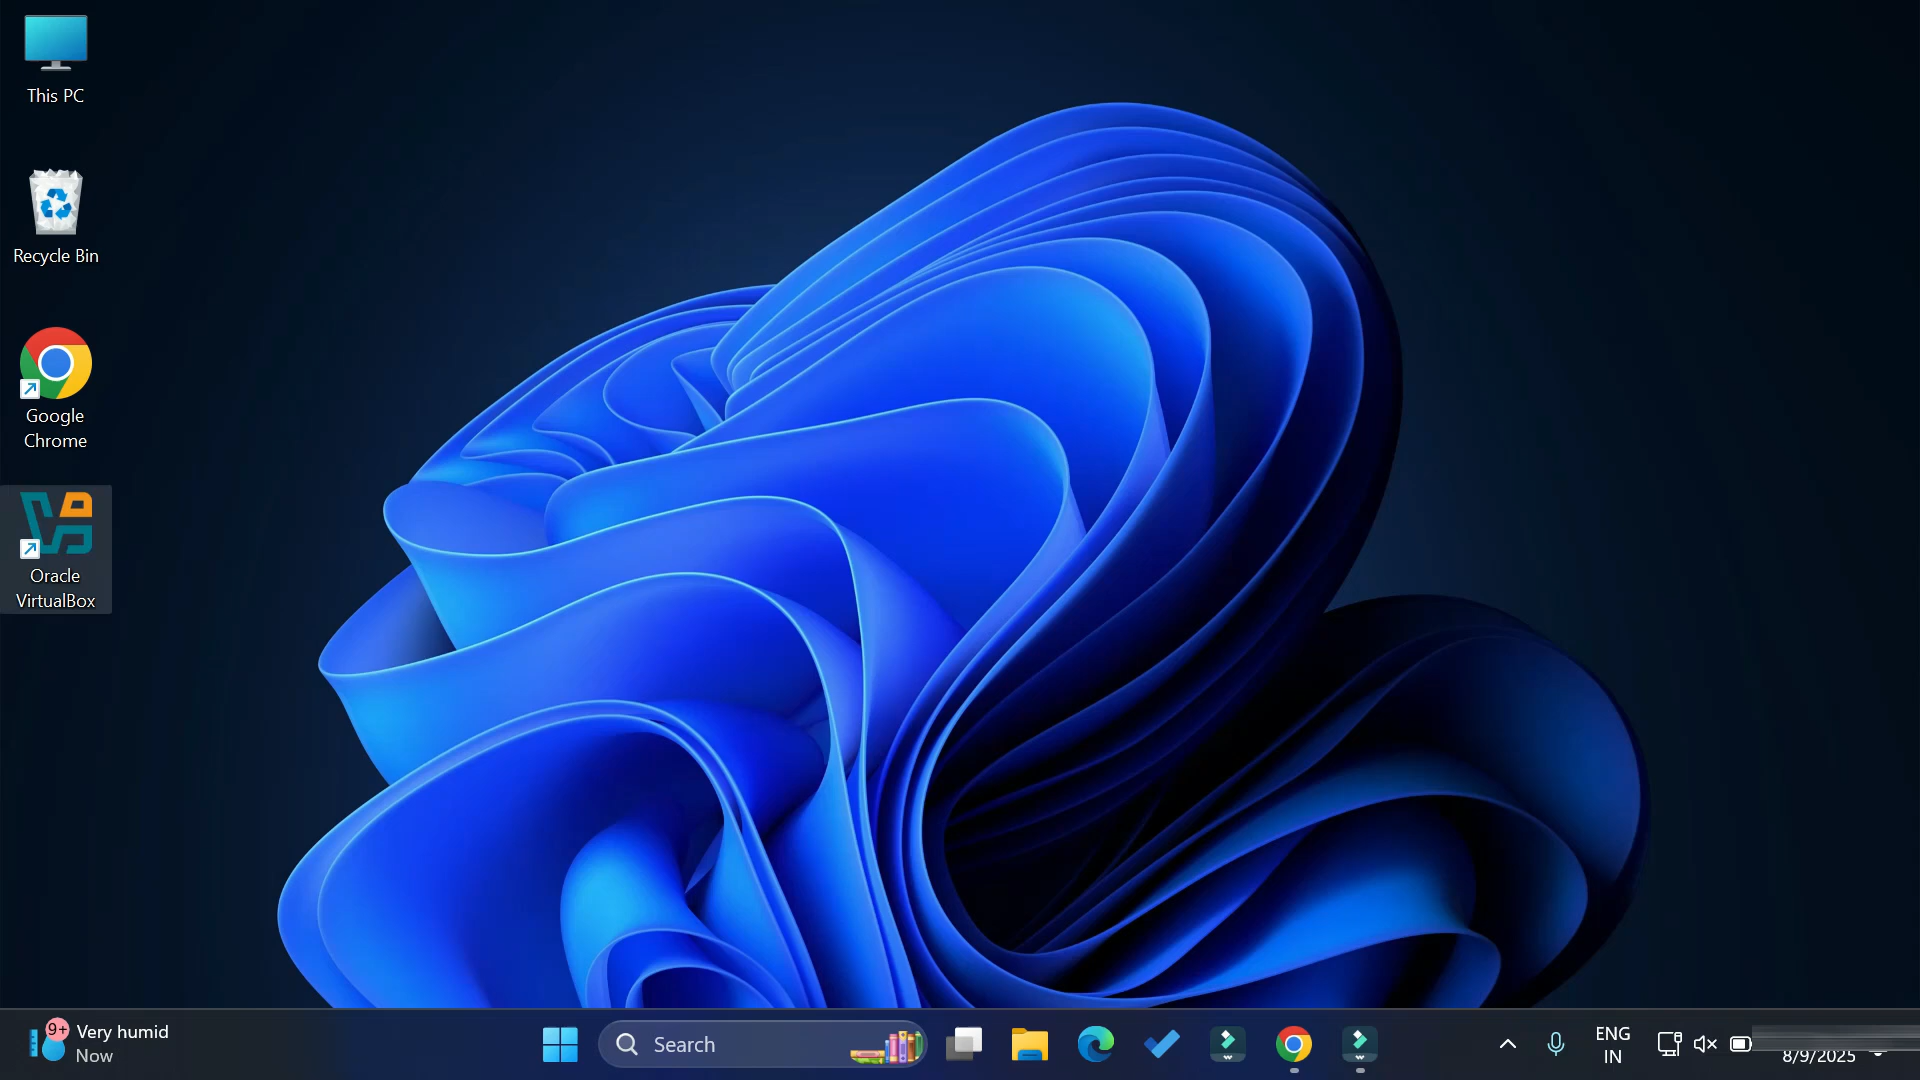 This PC
Recycle Bin
Google
Chrome
Oracle
VirtualBox
9+
Very humid
Now
Search
ENG
IN
8/9/2025